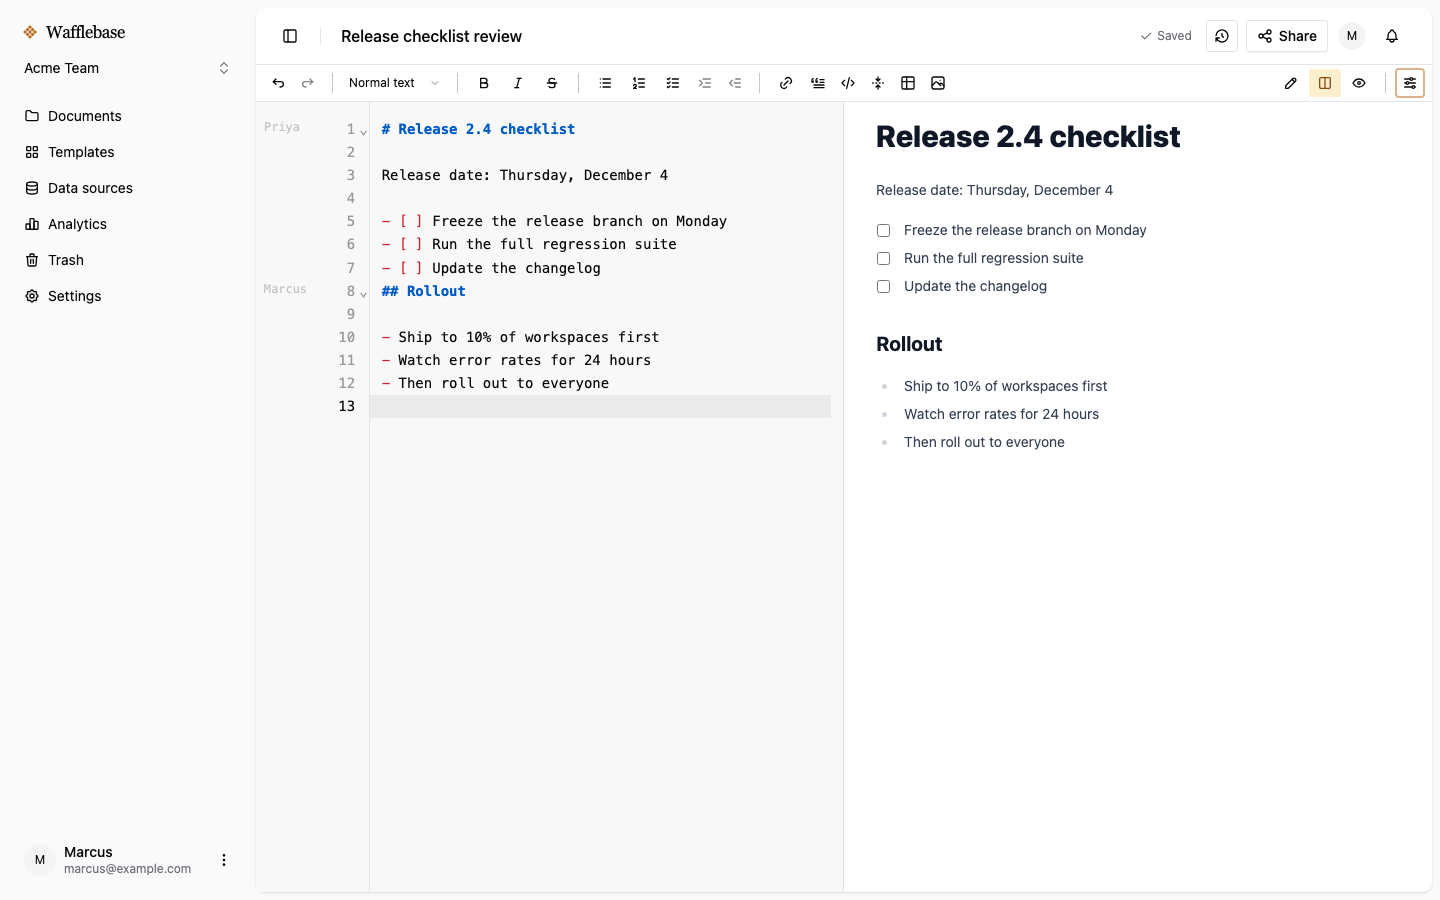 Wafflebase
Acme Team
Documents
Templates
Data sources
Analytics
Trash
Settings
M
Marcus
marcus@example.com
Release checklist review
Saved
Share
M
Normal text
B
I
S
Priya
1 # Release 2.4 checklist
2
3 Release date: Thursday, December 4
4
5 - [ ] Freeze the release branch on Monday
6 - [ ] Run the full regression suite
7 - [ ] Update the changelog
Marcus
8 ## Rollout
9
10 - Ship to 10% of workspaces first
11 - Watch error rates for 24 hours
12 - Then roll out to everyone
13
Release 2.4 checklist
Release date: Thursday, December 4
Freeze the release branch on Monday
Run the full regression suite
Update the changelog
Rollout
Ship to 10% of workspaces first
Watch error rates for 24 hours
Then roll out to everyone